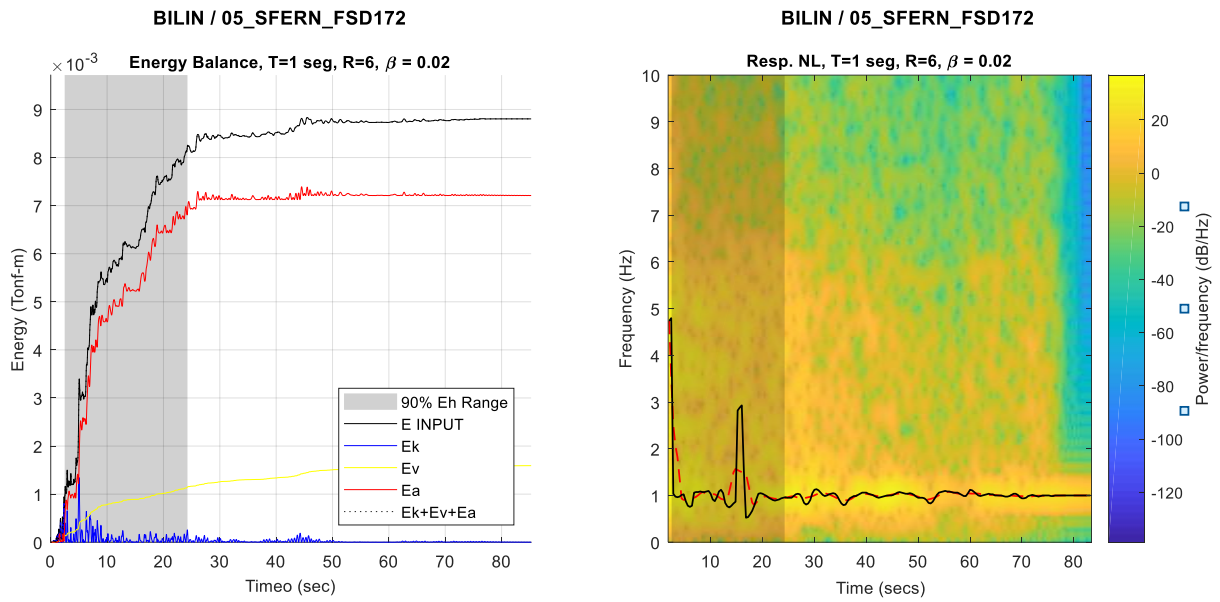 BILIN / 05_SFERN_FSD172
Energy Balance, T=1 seg, R=6, β = 0.02
×10⁻³
9
8
7
6
5
4
3
2
1
0
Energy (Tonf-m)
0 10 20 30 40 50 60 70 80
Timeo (sec)
90% Eh Range
E INPUT
Ek
Ev
Ea
Ek+Ev+Ea
BILIN / 05_SFERN_FSD172
Resp. NL, T=1 seg, R=6, β = 0.02
10
9
8
7
6
5
4
3
2
1
0
Frequency (Hz)
10 20 30 40 50 60 70 80
Time (secs)
20
0
-20
-40
-60
-80
-100
-120
Power/frequency (dB/Hz)